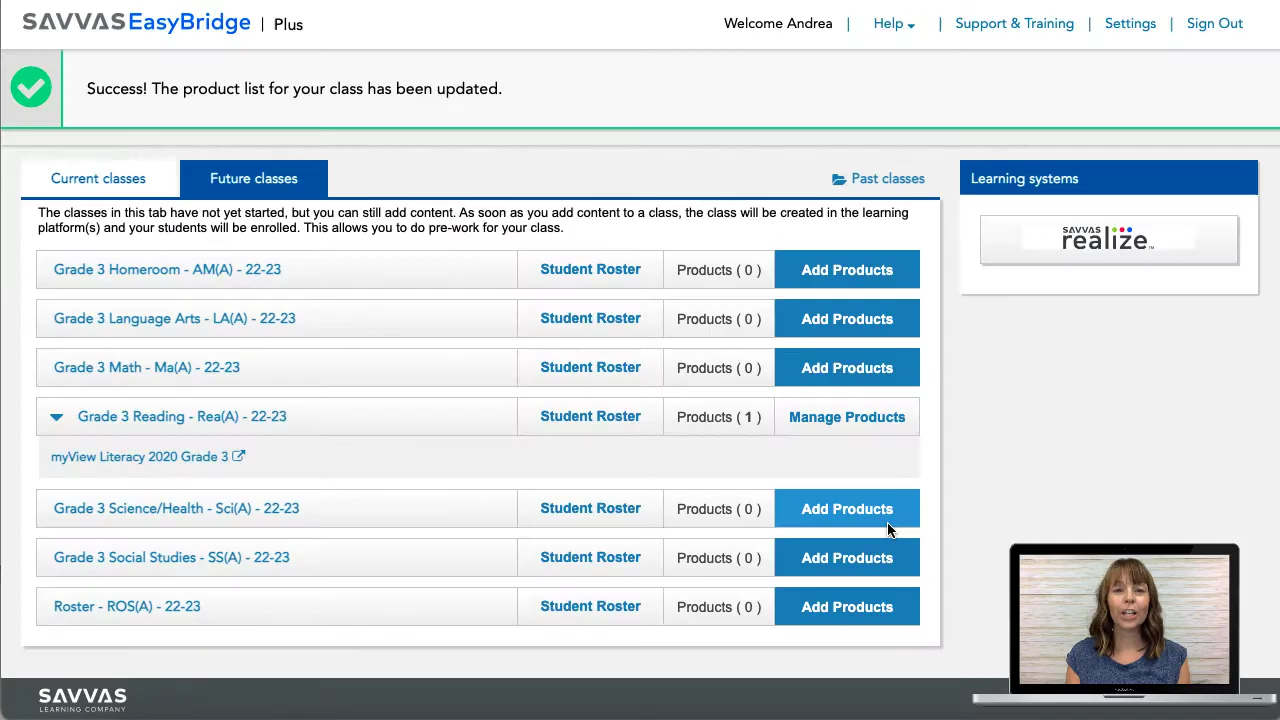 SAVVAS EasyBridge | Plus
Welcome Andrea | Help | Support & Training | Settings | Sign Out
Success! The product list for your class has been updated.
Current classes
Future classes
Past classes
The classes in this tab have not yet started, but you can still add content. As soon as you add content to a class, the class will be created in the learning
platform(s) and your students will be enrolled. This allows you to do pre-work for your class.
Grade 3 Homeroom - AM(A) - 22-23 Student Roster Products ( 0 ) Add Products
Grade 3 Language Arts - LA(A) - 22-23 Student Roster Products ( 0 ) Add Products
Grade 3 Math - Ma(A) - 22-23 Student Roster Products ( 0 ) Add Products
Grade 3 Reading - Rea(A) - 22-23 Student Roster Products ( 1 ) Manage Products
myView Literacy 2020 Grade 3
Grade 3 Science/Health - Sci(A) - 22-23 Student Roster Products ( 0 ) Add Products
Grade 3 Social Studies - SS(A) - 22-23 Student Roster Products ( 0 ) Add Products
Roster - ROS(A) - 22-23 Student Roster Products ( 0 ) Add Products
Learning systems
SAVVAS
realize™
SAVVAS
LEARNING COMPANY